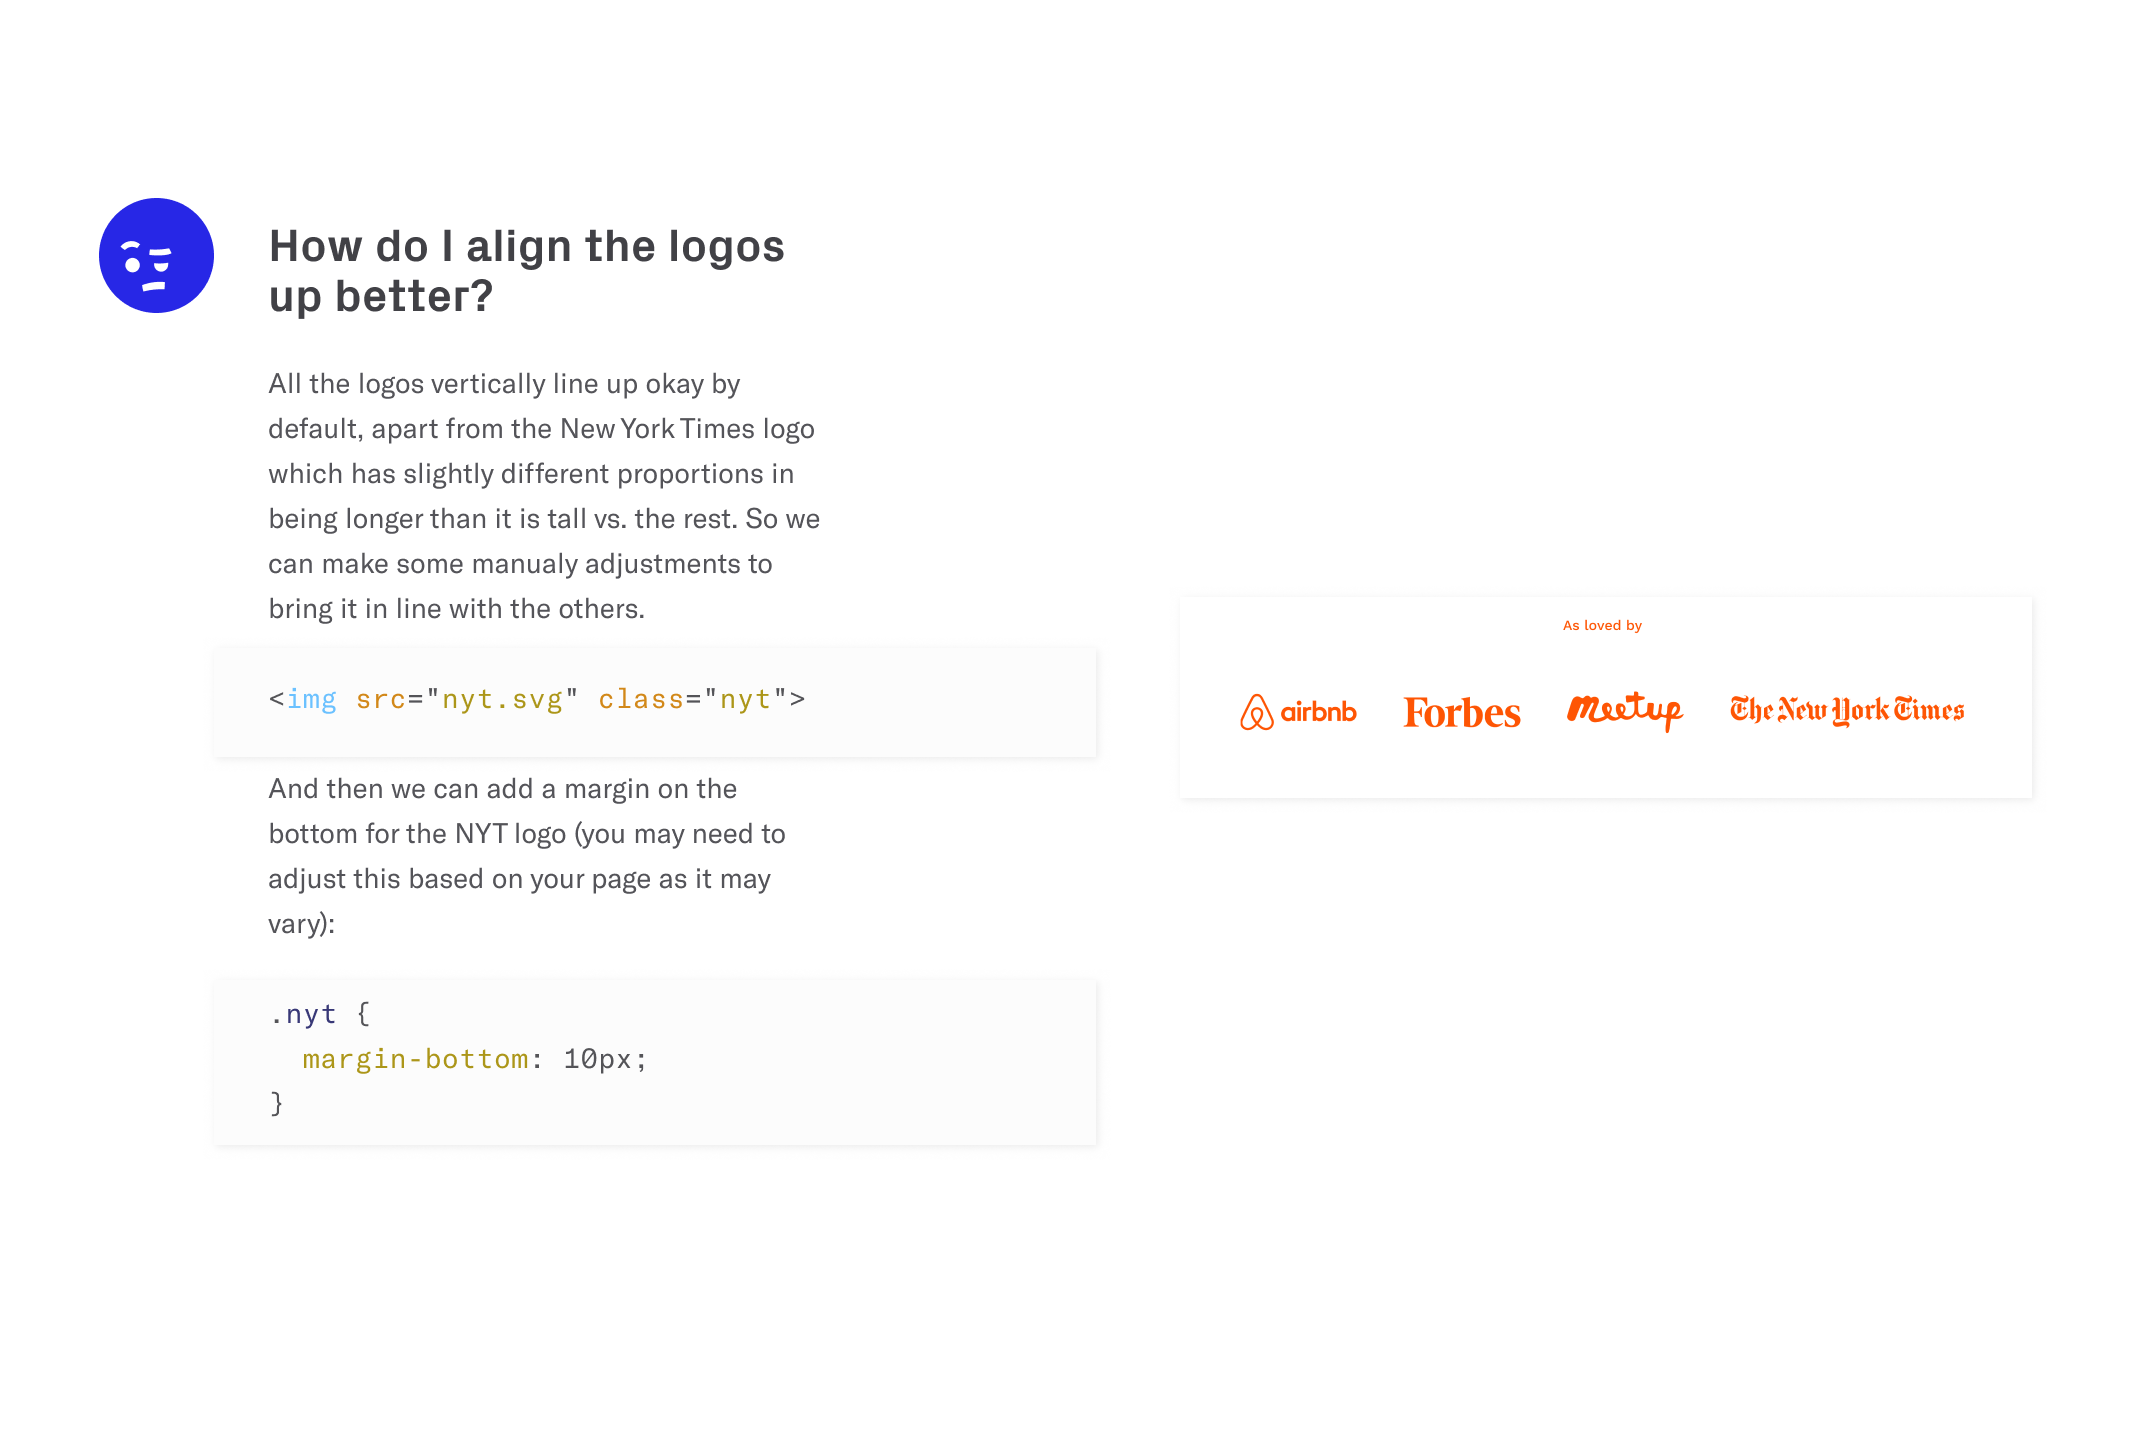 How do I align the logos
up better?
All the logos vertically line up okay by
default, apart from the New York Times logo
which has slightly different proportions in
being longer than it is tall vs. the rest. So we
can make some manualy adjustments to
bring it in line with the others.
<img src="nyt.svg" class="nyt">
And then we can add a margin on the
bottom for the NYT logo (you may need to
adjust this based on your page as it may
vary):
.nyt {
  margin-bottom: 10px;
}
As loved by
airbnb Forbes meetup The New York Times